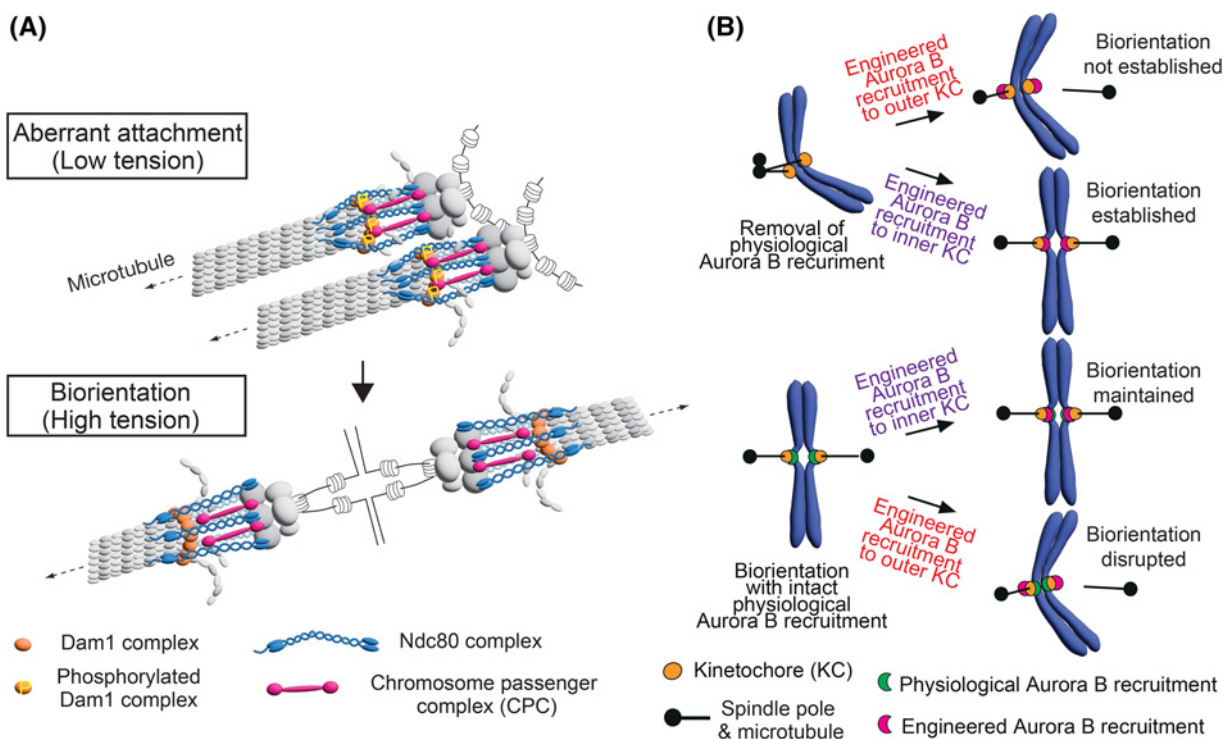 (A)
Aberrant attachment
(Low tension)
Microtubule
Biorientation
(High tension)
Dam1 complex
Phosphorylated
Dam1 complex
Ndc80 complex
Chromosome passenger
complex (CPC)
(B)
Engineered
Aurora B
recruitment
to outer KC
Biorientation
not established
Removal of
physiological
Aurora B recuriment
Engineered
Aurora B
recruitment
to inner KC
Biorientation
established
Engineered
Aurora B
recruitment
to inner KC
Biorientation
maintained
Biorientation
with intact
physiological
Aurora B recruitment
Engineered
Aurora B
recruitment
to outer KC
Biorientation
disrupted
Kinetochore (KC)
Spindle pole
& microtubule
Physiological Aurora B recruitment
Engineered Aurora B recruitment